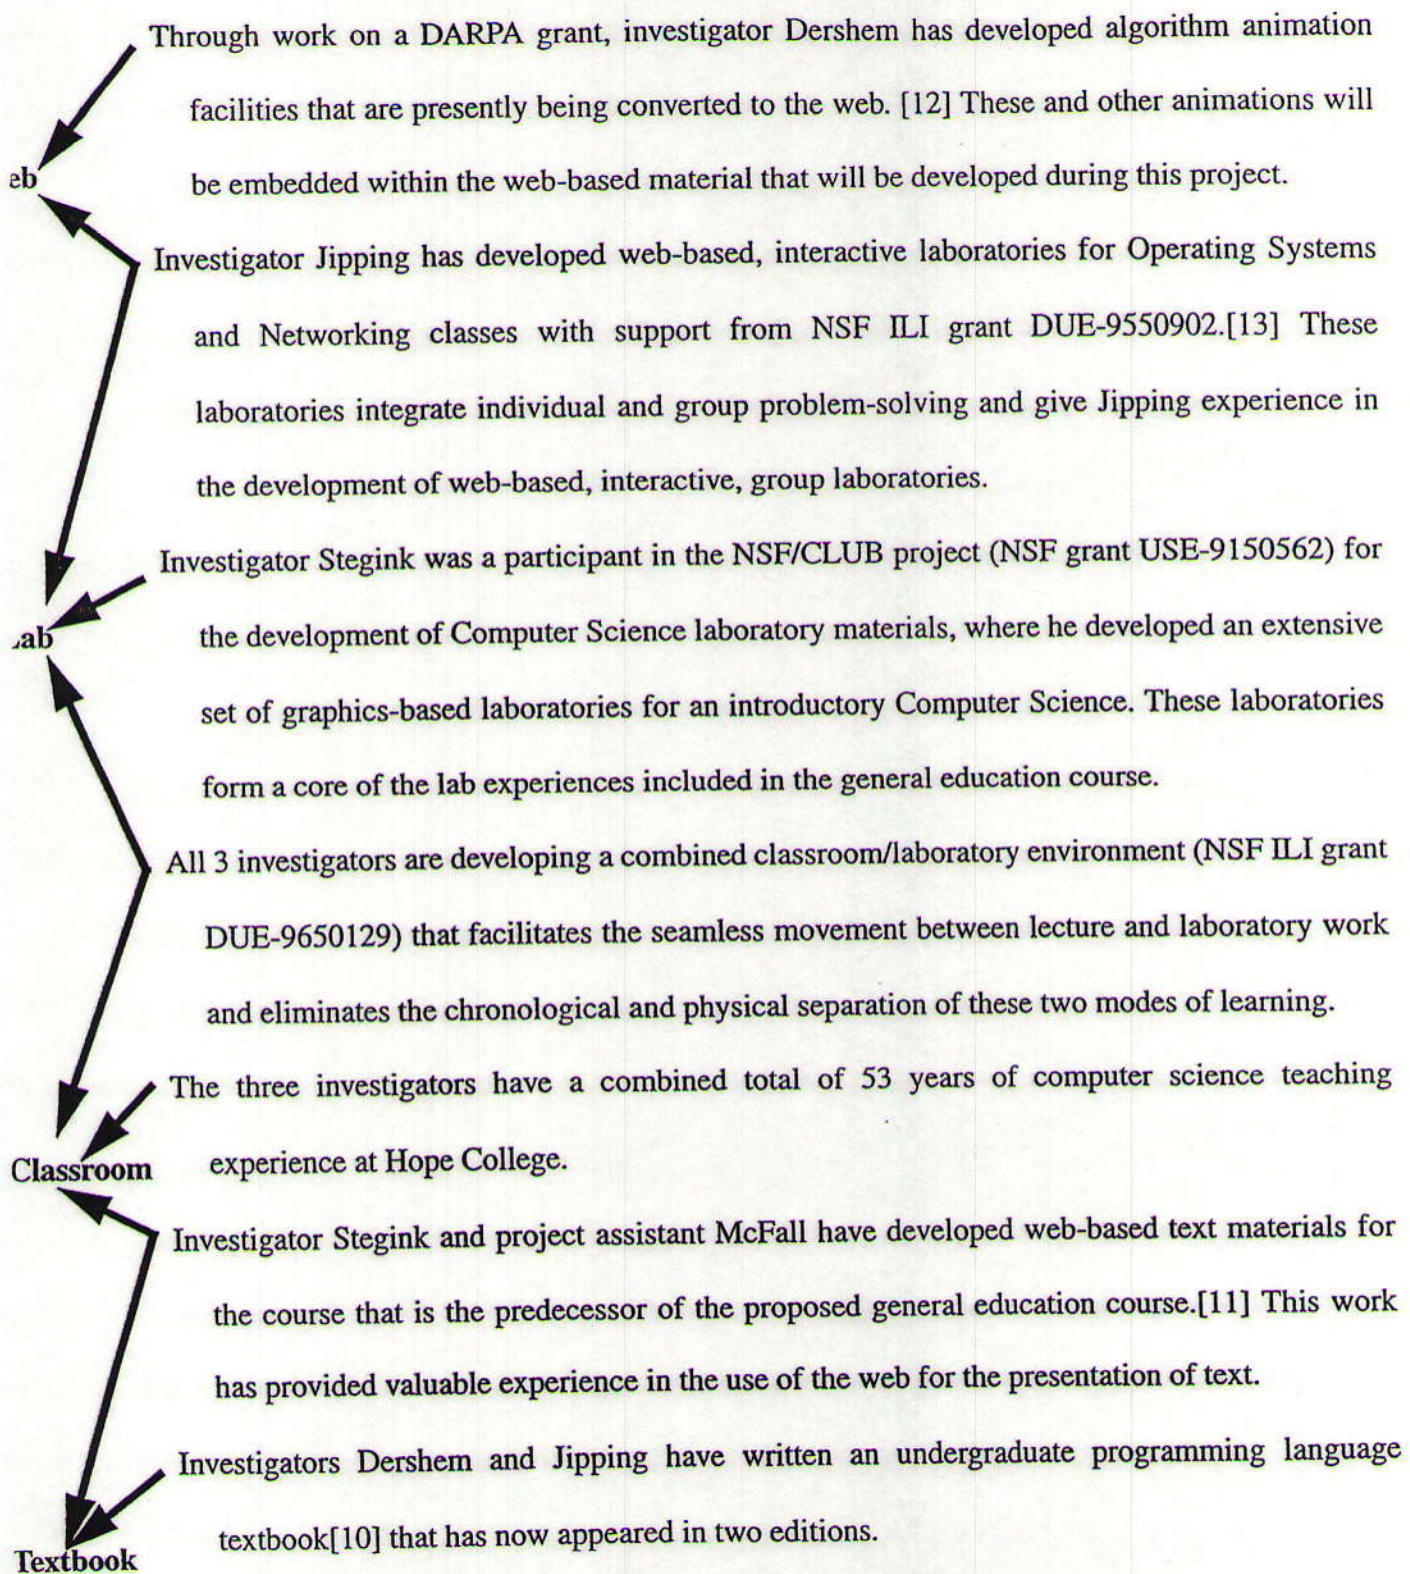 Through work on a DARPA grant, investigator Dershem has developed algorithm animation
facilities that are presently being converted to the web. [12] These and other animations will
eb
be embedded within the web-based material that will be developed during this project.
Investigator Jipping has developed web-based, interactive laboratories for Operating Systems
and Networking classes with support from NSF ILI grant DUE-9550902.[13] These
laboratories integrate individual and group problem-solving and give Jipping experience in
the development of web-based, interactive, group laboratories.
Investigator Stegink was a participant in the NSF/CLUB project (NSF grant USE-9150562) for
ab
the development of Computer Science laboratory materials, where he developed an extensive
set of graphics-based laboratories for an introductory Computer Science. These laboratories
form a core of the lab experiences included in the general education course.
All 3 investigators are developing a combined classroom/laboratory environment (NSF ILI grant
DUE-9650129) that facilitates the seamless movement between lecture and laboratory work
and eliminates the chronological and physical separation of these two modes of learning.
The three investigators have a combined total of 53 years of computer science teaching
Classroom
experience at Hope College.
Investigator Stegink and project assistant McFall have developed web-based text materials for
the course that is the predecessor of the proposed general education course.[11] This work
has provided valuable experience in the use of the web for the presentation of text.
Investigators Dershem and Jipping have written an undergraduate programming language
textbook[10] that has now appeared in two editions.
Textbook